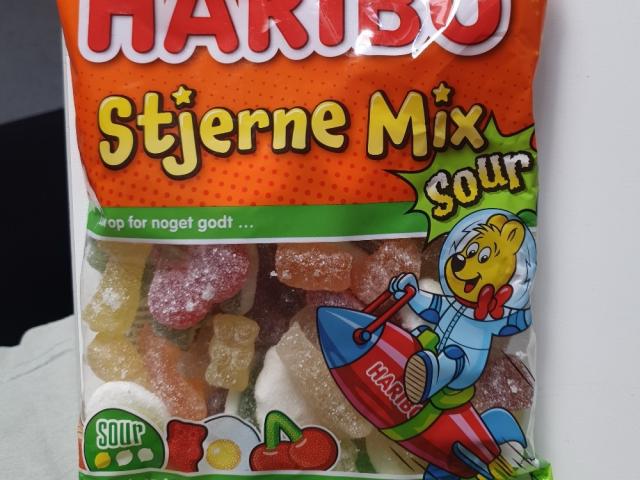 HARIBO
Stjerne Mix
sour
op for noget godt ...
HARIBO
sour